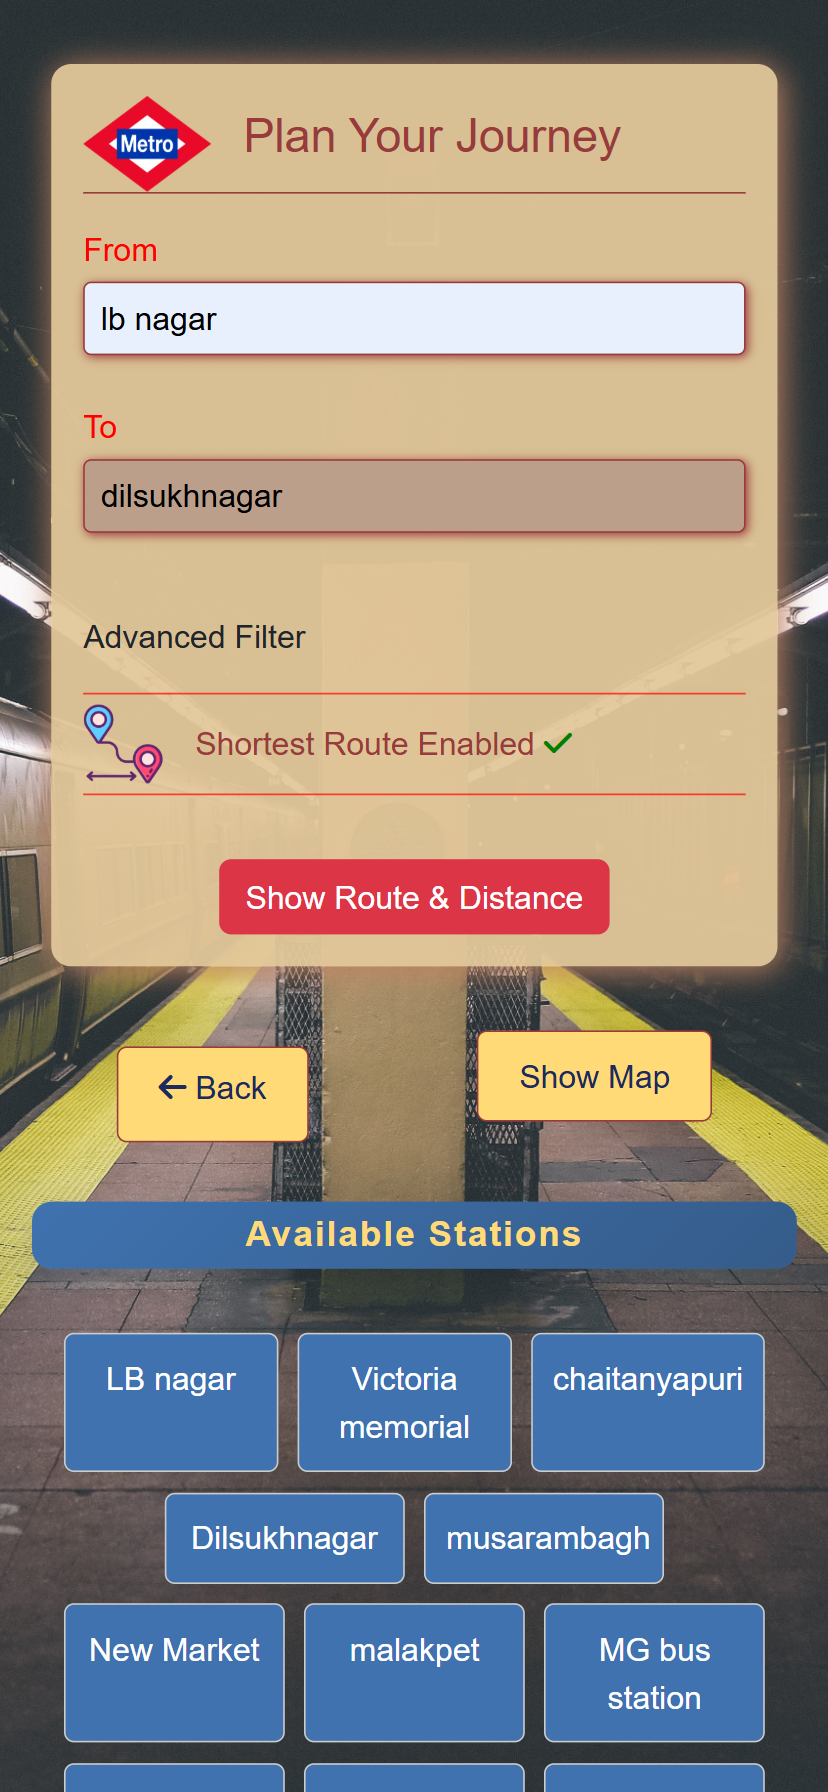 Metro
Plan Your Journey
From
lb nagar
To
dilsukhnagar
Advanced Filter
Shortest Route Enabled
Show Route & Distance
Back
Show Map
Available Stations
LB nagar
Victoria
memorial
chaitanyapuri
Dilsukhnagar
musarambagh
New Market
malakpet
MG bus
station